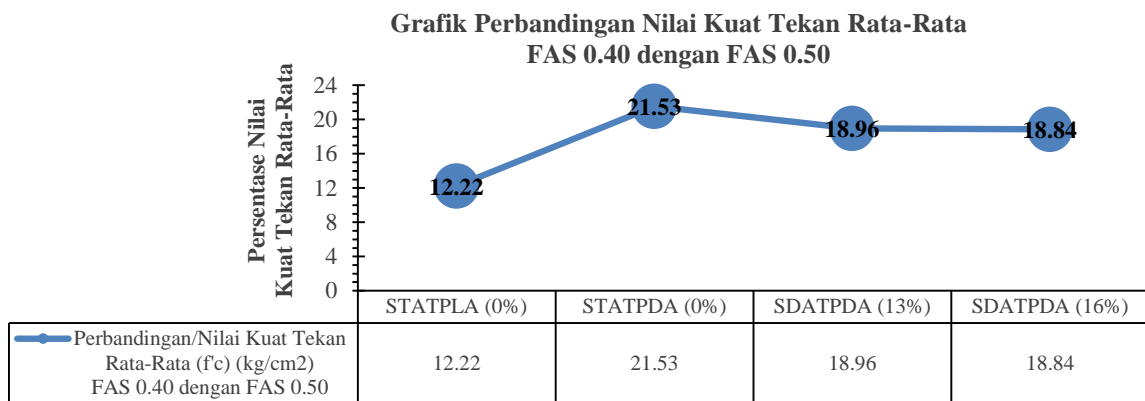 Grafik Perbandingan Nilai Kuat Tekan Rata-Rata
FAS 0.40 dengan FAS 0.50
Persentase Nilai
Kuat Tekan Rata-Rata
24
20
16
12
8
4
0
12.22
21.53
18.96
18.84
STATPLA (0%) STATPDA (0%) SDATPDA (13%) SDATPDA (16%)
Perbandingan/Nilai Kuat Tekan
Rata-Rata (f'c) (kg/cm2)
FAS 0.40 dengan FAS 0.50
12.22 21.53 18.96 18.84